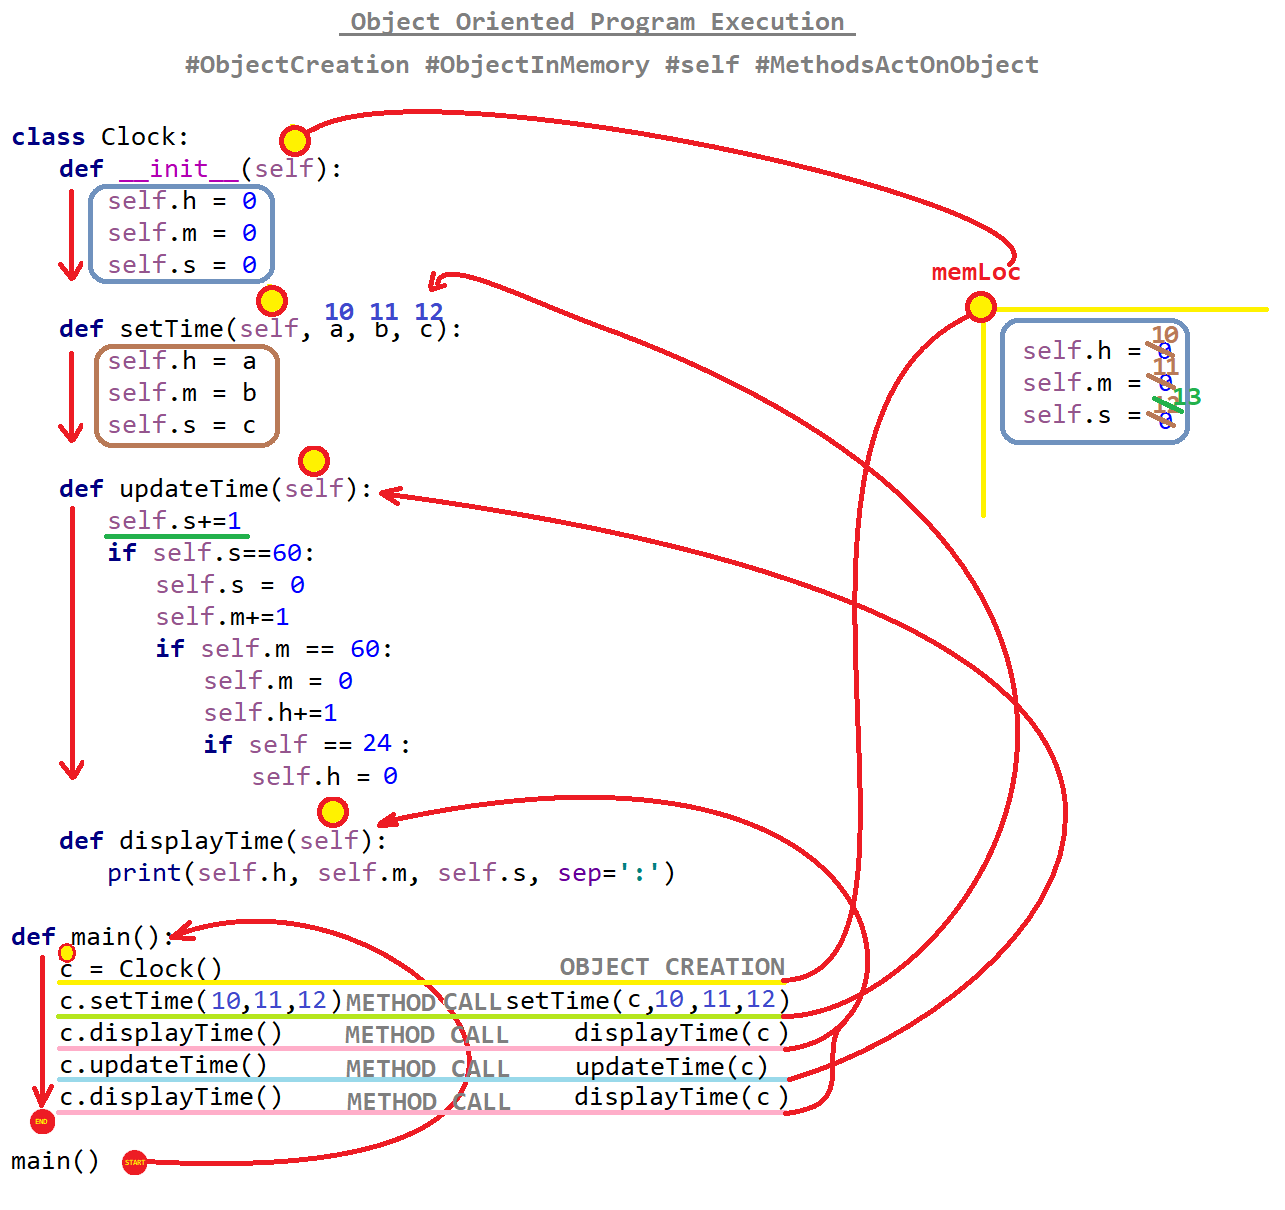 Object Oriented Program Execution
#ObjectCreation #ObjectInMemory #self #MethodsActOnObject
class Clock:
def __init__(self):
self.h = 0
self.m = 0
self.s = 0
10 11 12
def setTime(self, a, b, c):
self.h = a
self.m = b
self.s = c
def updateTime(self):
self.s+=1
if self.s==60:
self.s = 0
self.m+=1
if self.m == 60:
self.m = 0
self.h+=1
if self == 24 :
self.h = 0
def displayTime(self):
print(self.h, self.m, self.s, sep=':')
memLoc
10
self.h = 0
11
self.m = 0
12 13
self.s = 0
def main():
c = Clock() OBJECT CREATION
c.setTime(10,11,12) METHOD CALL setTime(c,10,11,12)
c.displayTime() METHOD CALL displayTime(c )
c.updateTime() METHOD CALL updateTime(c)
c.displayTime() METHOD CALL displayTime(c )
END
main() START